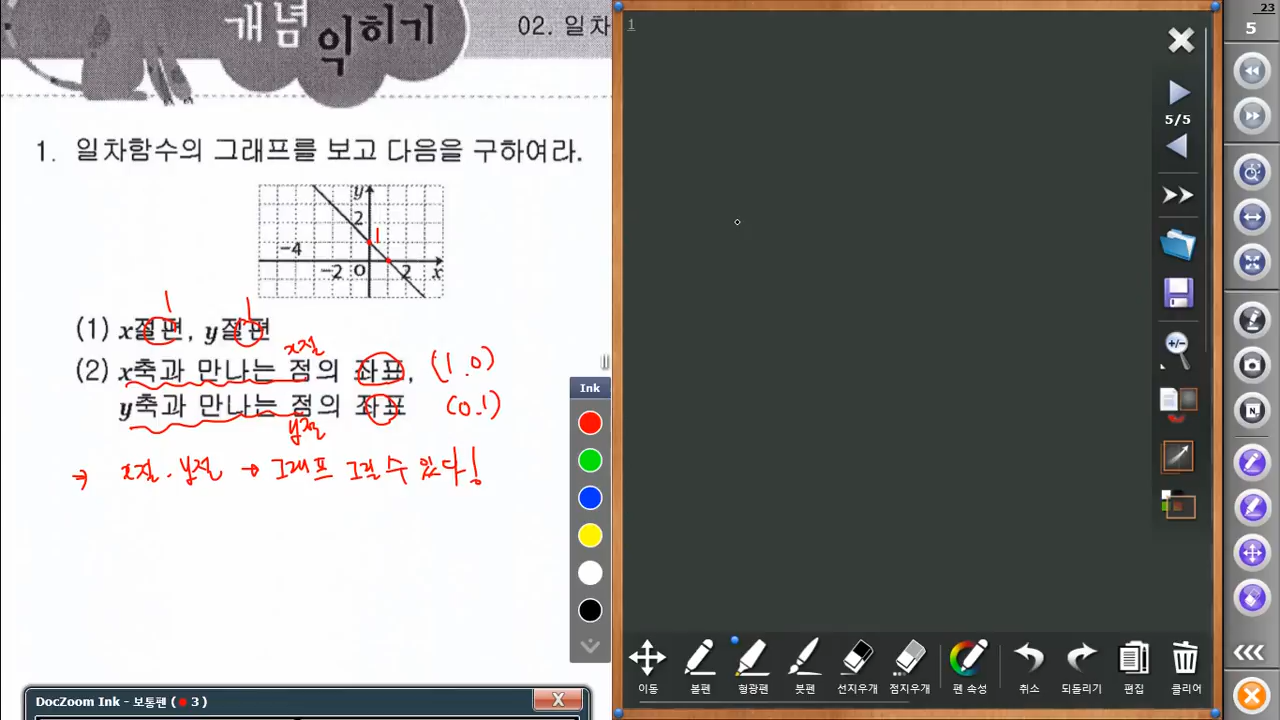 개념 익히기
02. 일차
1. 일차함수의 그래프를 보고 다음을 구하여라.
y
2
1
-4
-2 O 2 x
1 1
(1) x절편, y절편
x절
(2) x축과 만나는 점의 좌표, (1.0)
y축과 만나는 점의 좌표 (0.1)
y절
⇒ x절. y절 → 그래프 그릴 수 있다!
Ink
DocZoom Ink - 보통펜 ( 3 )
X
1
5/5
+/-
이동 볼펜 형광펜 붓펜 선지우개 점지우개 펜 속성 취소 되돌리기 편집 클리어
23
5
N